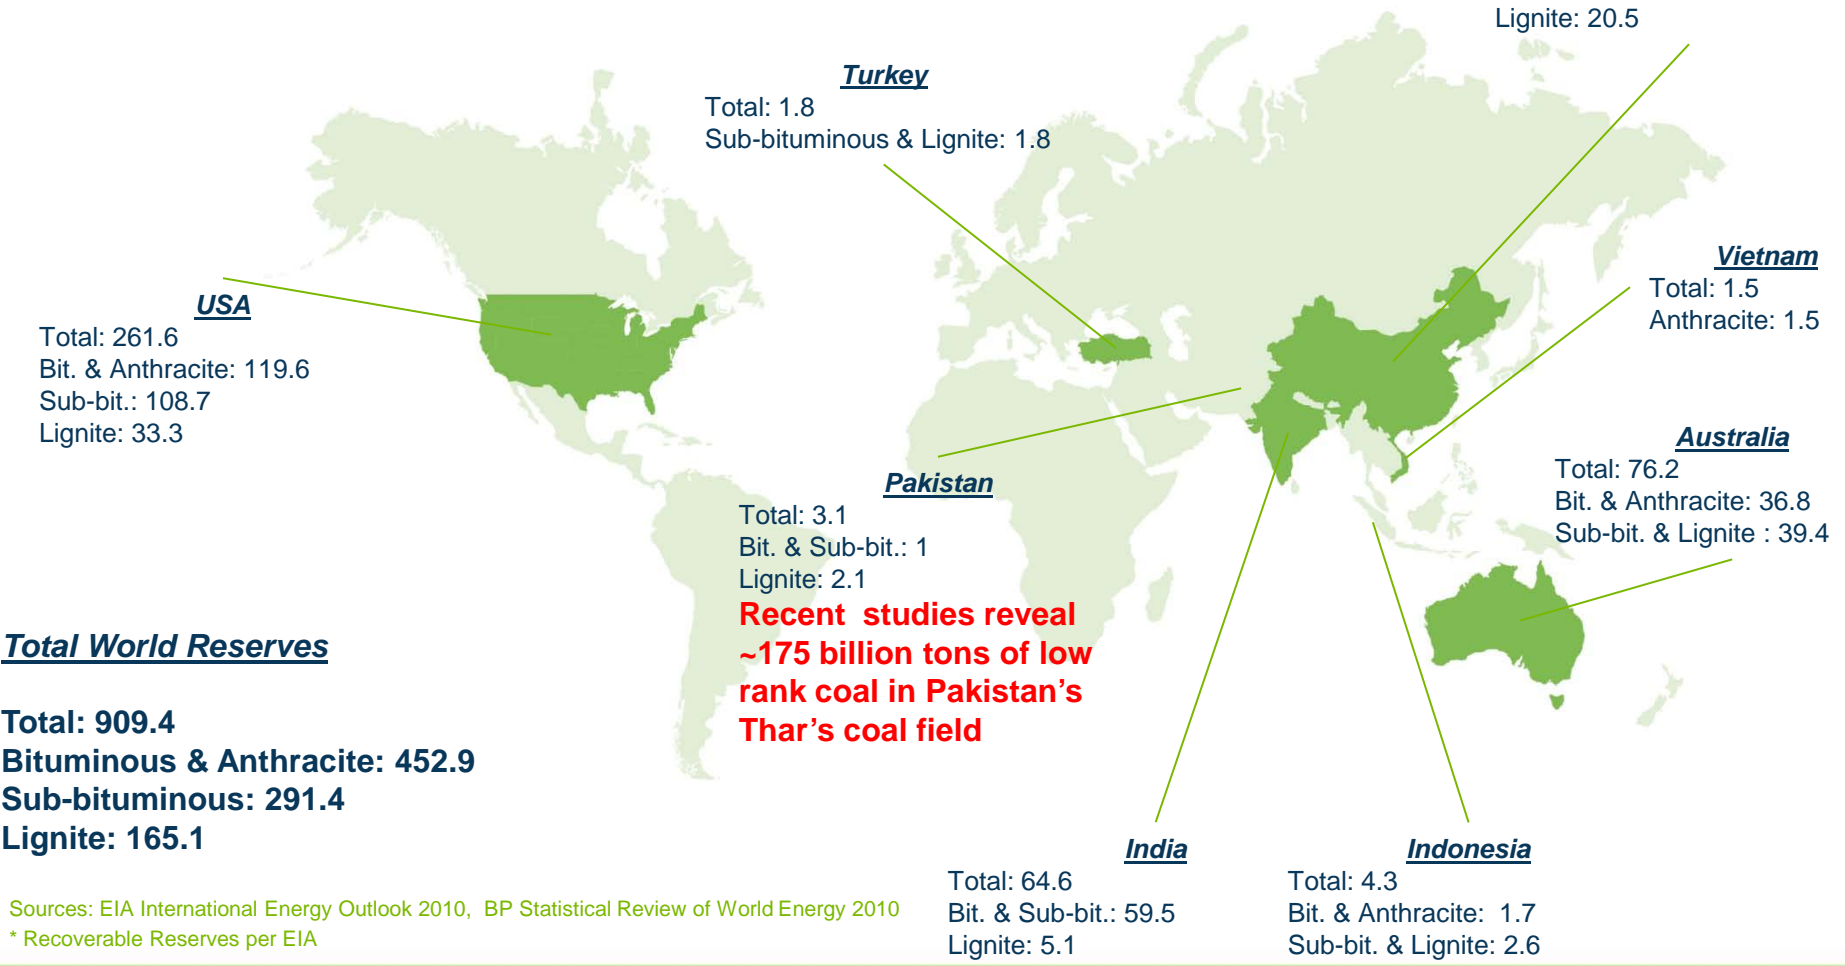 Lignite: 20.5
Turkey
Total: 1.8
Sub-bituminous & Lignite: 1.8
USA
Total: 261.6
Bit. & Anthracite: 119.6
Sub-bit.: 108.7
Lignite: 33.3
Vietnam
Total: 1.5
Anthracite: 1.5
Australia
Total: 76.2
Bit. & Anthracite: 36.8
Sub-bit. & Lignite : 39.4
Pakistan
Total: 3.1
Bit. & Sub-bit.: 1
Lignite: 2.1
Recent studies reveal
~175 billion tons of low
rank coal in Pakistan's
Thar's coal field
Total World Reserves
Total: 909.4
Bituminous & Anthracite: 452.9
Sub-bituminous: 291.4
Lignite: 165.1
India
Total: 64.6
Bit. & Sub-bit.: 59.5
Lignite: 5.1
Indonesia
Total: 4.3
Bit. & Anthracite: 1.7
Sub-bit. & Lignite: 2.6
Sources: EIA International Energy Outlook 2010, BP Statistical Review of World Energy 2010
* Recoverable Reserves per EIA